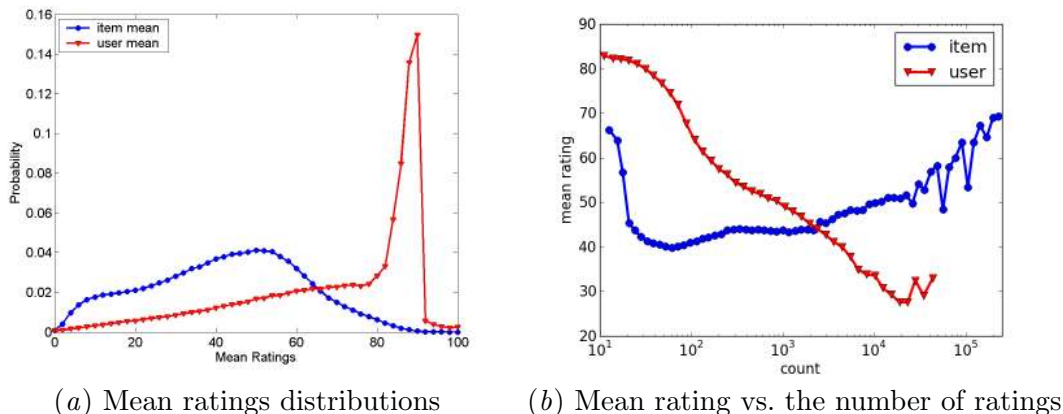 0.16
0.14
0.12
0.1
0.08
0.06
0.04
0.02
0
Probability
item mean
user mean
0 20 40 60 80 100
Mean Ratings
(a) Mean ratings distributions
90
80
70
60
50
40
30
20
mean rating
item
user
10^1 10^2 10^3 10^4 10^5
count
(b) Mean rating vs. the number of ratings